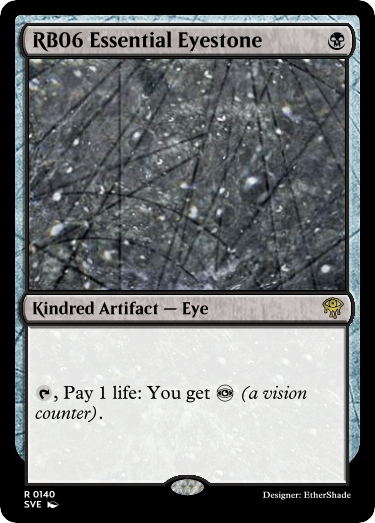 RB06 Essential Eyestone
Kindred Artifact — Eye
, Pay 1 life: You get (a vision
counter).
R 0140
SVE
Designer: EtherShade